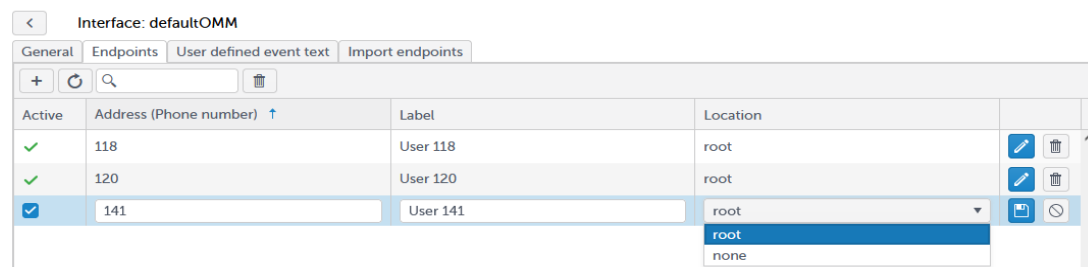 Interface: defaultOMM
General Endpoints User defined event text Import endpoints
Active Address (Phone number) ↑ Label Location
118 User 118 root
120 User 120 root
141 User 141 root
root
none